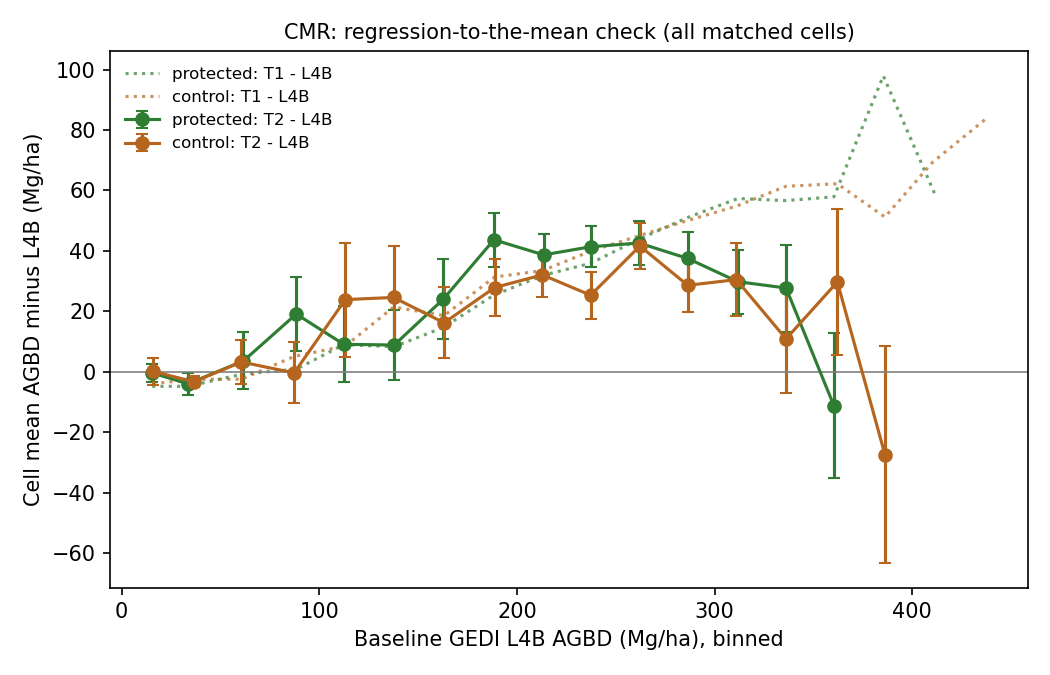 CMR: regression-to-the-mean check (all matched cells)
protected: T1 - L4B
control: T1 - L4B
protected: T2 - L4B
control: T2 - L4B
Cell mean AGBD minus L4B (Mg/ha)
100
80
60
40
20
0
−20
−40
−60
0 100 200 300 400
Baseline GEDI L4B AGBD (Mg/ha), binned